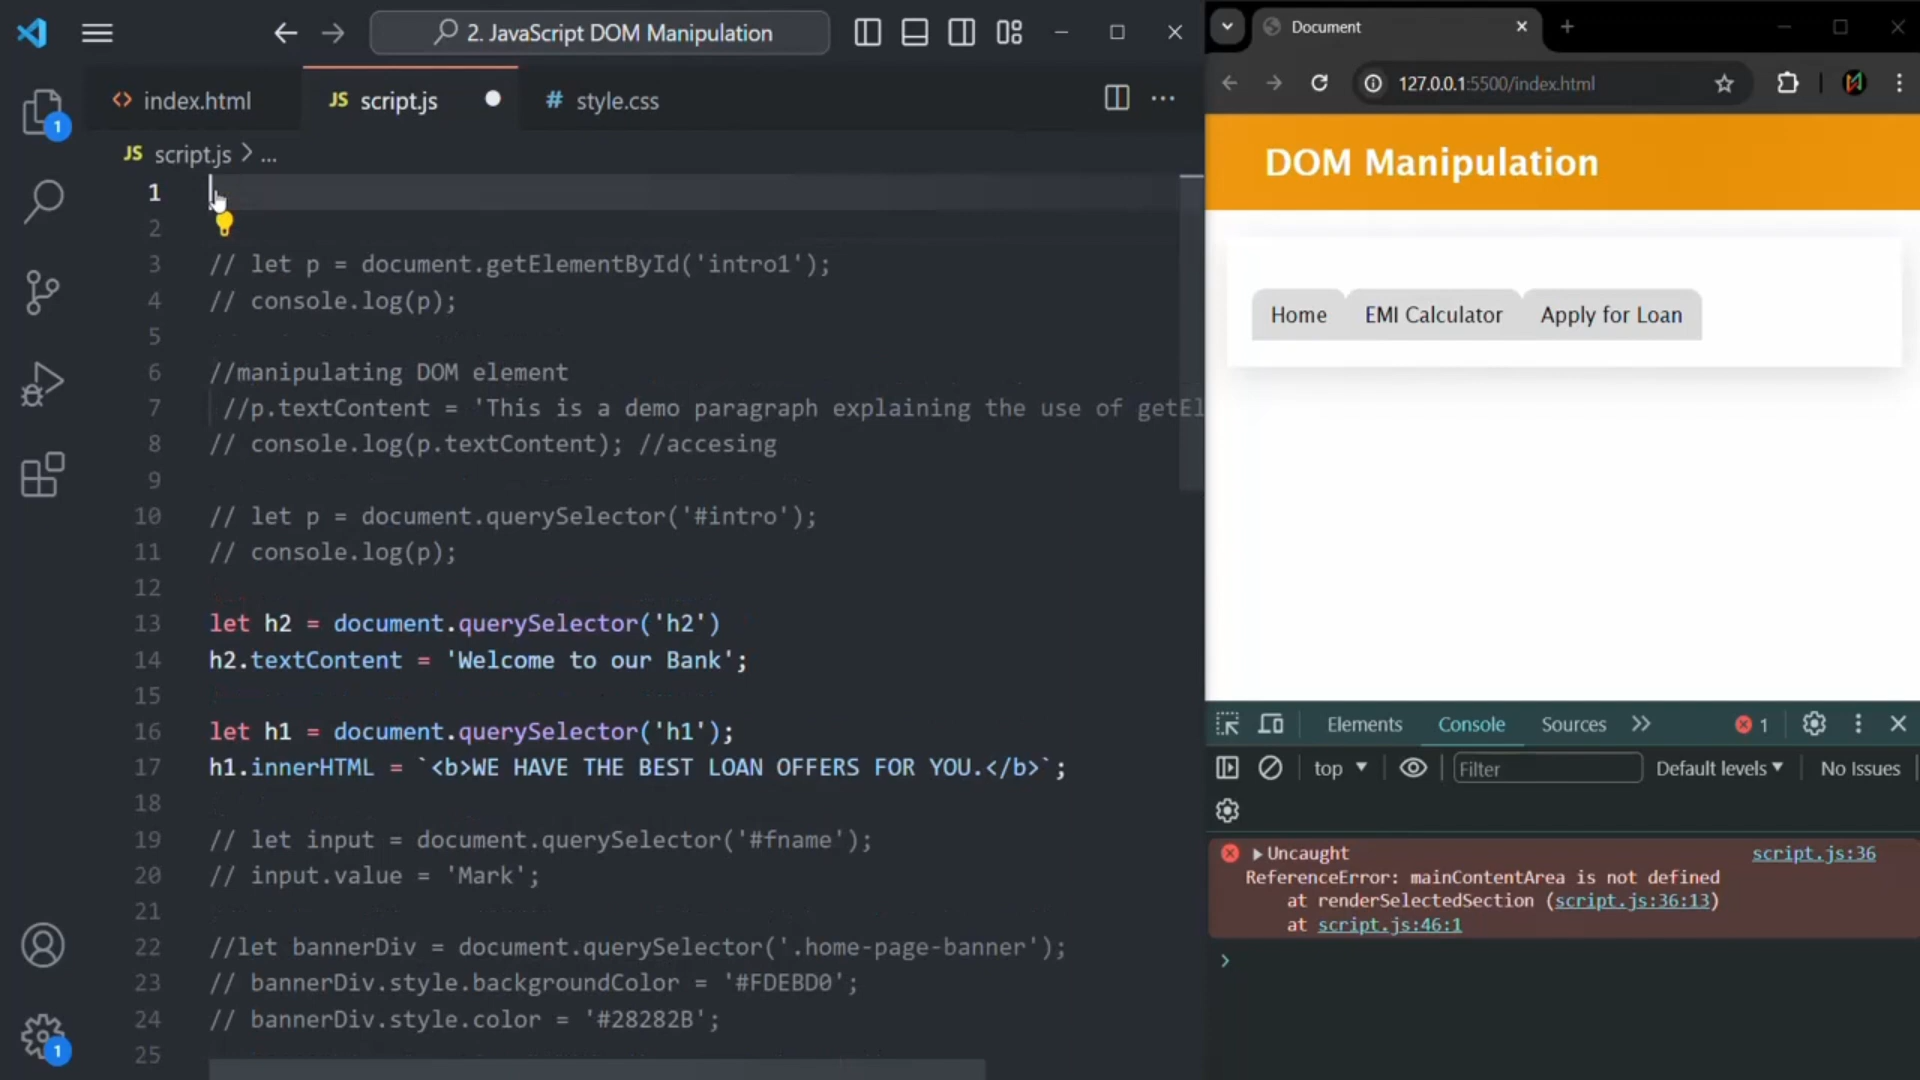 2. JavaScript DOM Manipulation
index.html
JS script.js
# style.css
JS script.js > ...
1
2
3 // let p = document.getElementById('intro1');
4 // console.log(p);
5
6 //manipulating DOM element
7 //p.textContent = 'This is a demo paragraph explaining the use of getEl
8 // console.log(p.textContent); //accesing
9
10 // let p = document.querySelector('#intro');
11 // console.log(p);
12
13 let h2 = document.querySelector('h2')
14 h2.textContent = 'Welcome to our Bank';
15
16 let h1 = document.querySelector('h1');
17 h1.innerHTML = `<b>WE HAVE THE BEST LOAN OFFERS FOR YOU.</b>`;
18
19 // let input = document.querySelector('#fname');
20 // input.value = 'Mark';
21
22 //let bannerDiv = document.querySelector('.home-page-banner');
23 // bannerDiv.style.backgroundColor = '#FDEBD0';
24 // bannerDiv.style.color = '#28282B';
25
1
1
Document
127.0.0.1:5500/index.html
DOM Manipulation
Home EMI Calculator Apply for Loan
Elements Console Sources 1
top Filter Default levels No Issues
Uncaught script.js:36
ReferenceError: mainContentArea is not defined
at renderSelectedSection (script.js:36:13)
at script.js:46:1